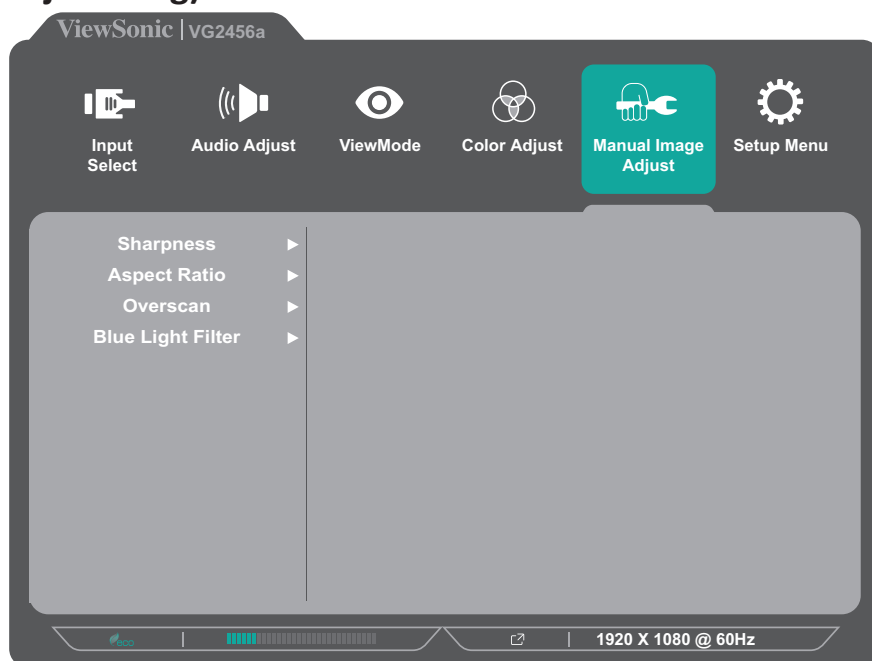 ViewSonic | VG2456a
Input
Select
Audio Adjust
ViewMode
Color Adjust
Manual Image
Adjust
Setup Menu
Sharpness ▶
Aspect Ratio ▶
Overscan ▶
Blue Light Filter ▶
eco | | 1920 X 1080 @ 60Hz